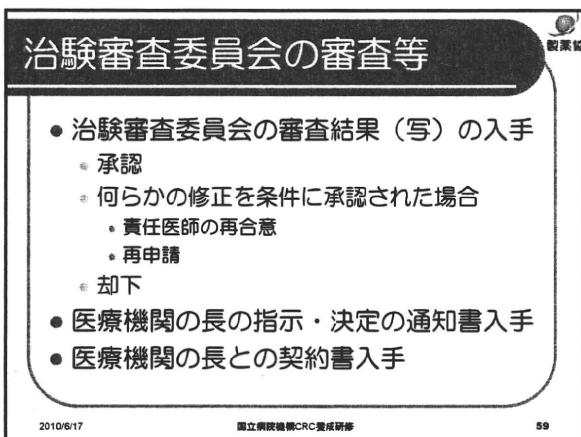 製薬協
治験審査委員会の審査等
● 治験審査委員会の審査結果（写）の入手
● 承認
● 何らかの修正を条件に承認された場合
● 責任医師の再合意
● 再申請
● 却下
● 医療機関の長の指示・決定の通知書入手
● 医療機関の長との契約書入手
2010/6/17 国立病院機構CRC養成研修 59